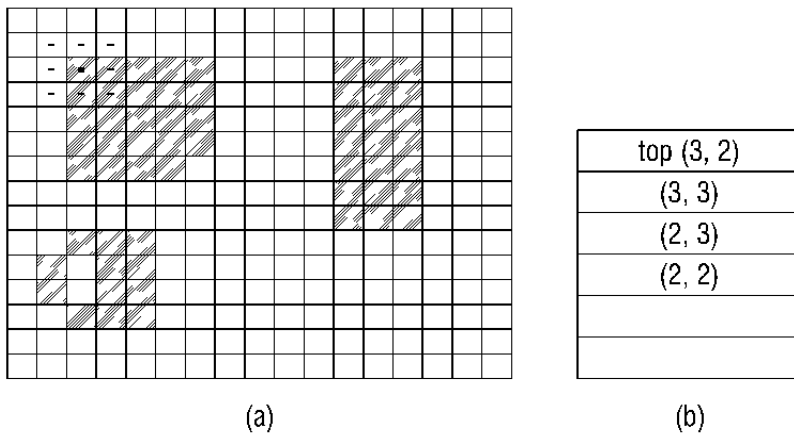 top (3, 2)
(3, 3)
(2, 3)
(2, 2)
(a)
(b)